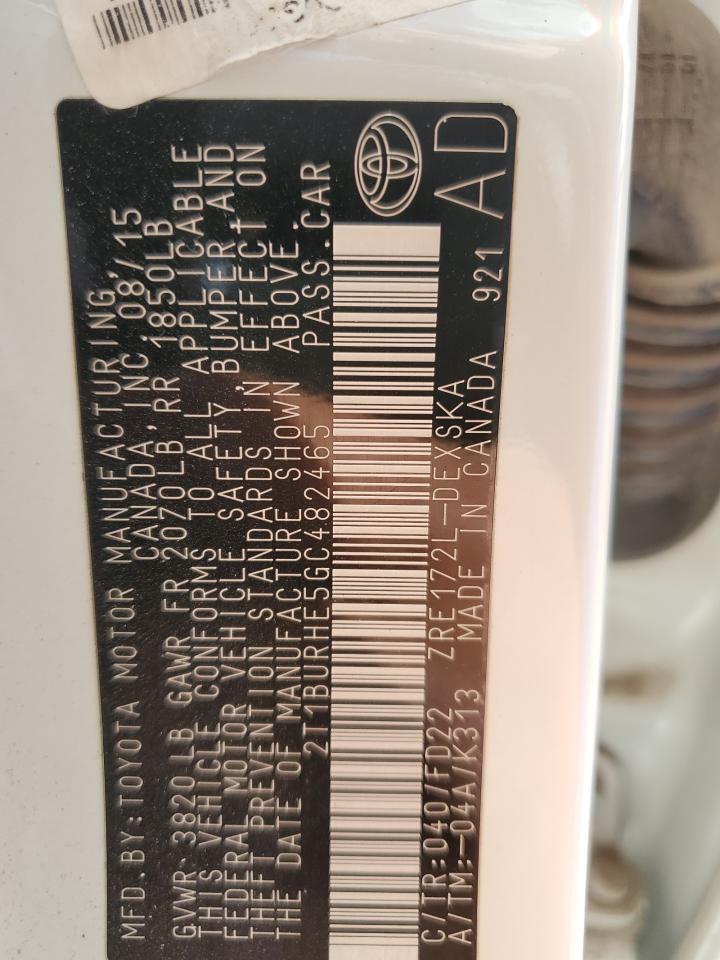 MFD.BY:TOYOTA MOTOR MANUFACTURING,
CANADA, INC. 08/15
GVWR 3820 LB GAWR FR 2070LB, RR 1850LB
THIS VEHICLE CONFORMS TO ALL APPLICABLE
FEDERAL MOTOR VEHICLE SAFETY, BUMPER, AND
THEFT PREVENTION STANDARDS IN EFFECT ON
THE DATE OF MANUFACTURE SHOWN ABOVE.
2T1BURHE5GC482465 PASS.CAR
C/TR:040/FD22 ZRE172L-DEXSKA
A/TM:-04A/K313 MADE IN CANADA 921 AD